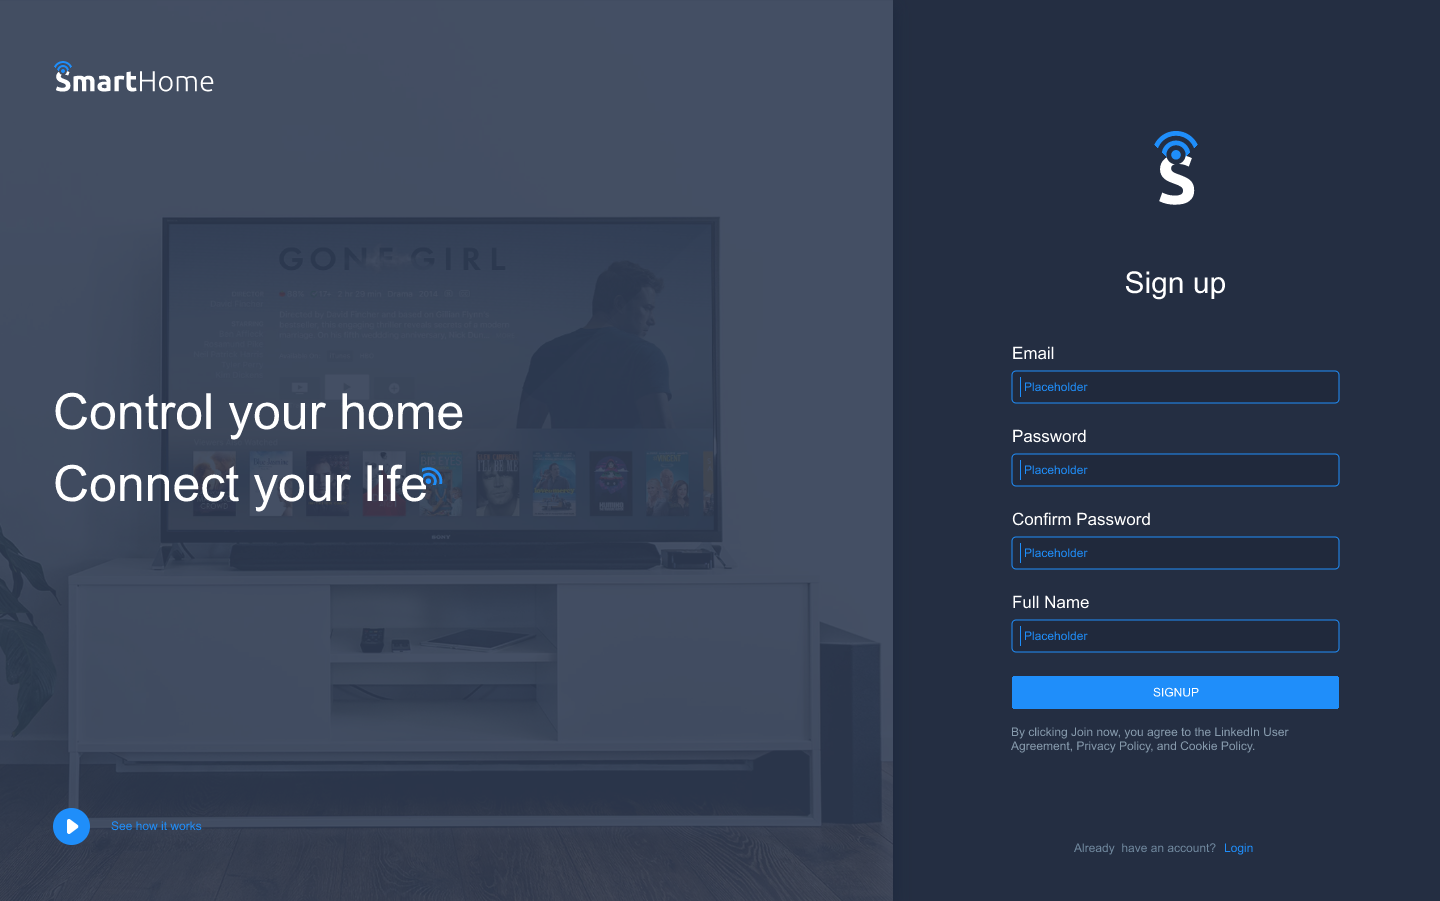 SmartHome
GONE GIRL
Control your home
Connect your life
SONY
See how it works
S
Sign up
Email
Placeholder
Password
Placeholder
Confirm Password
Placeholder
Full Name
Placeholder
SIGNUP
By clicking Join now, you agree to the LinkedIn User
Agreement, Privacy Policy, and Cookie Policy.
Already have an account? Login